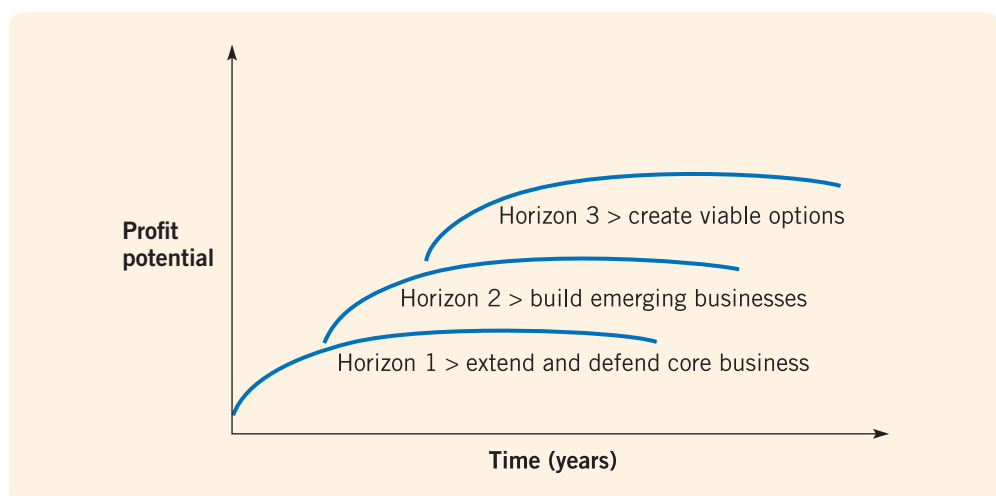 Profit
potential
Horizon 3 > create viable options
Horizon 2 > build emerging businesses
Horizon 1 > extend and defend core business
Time (years)